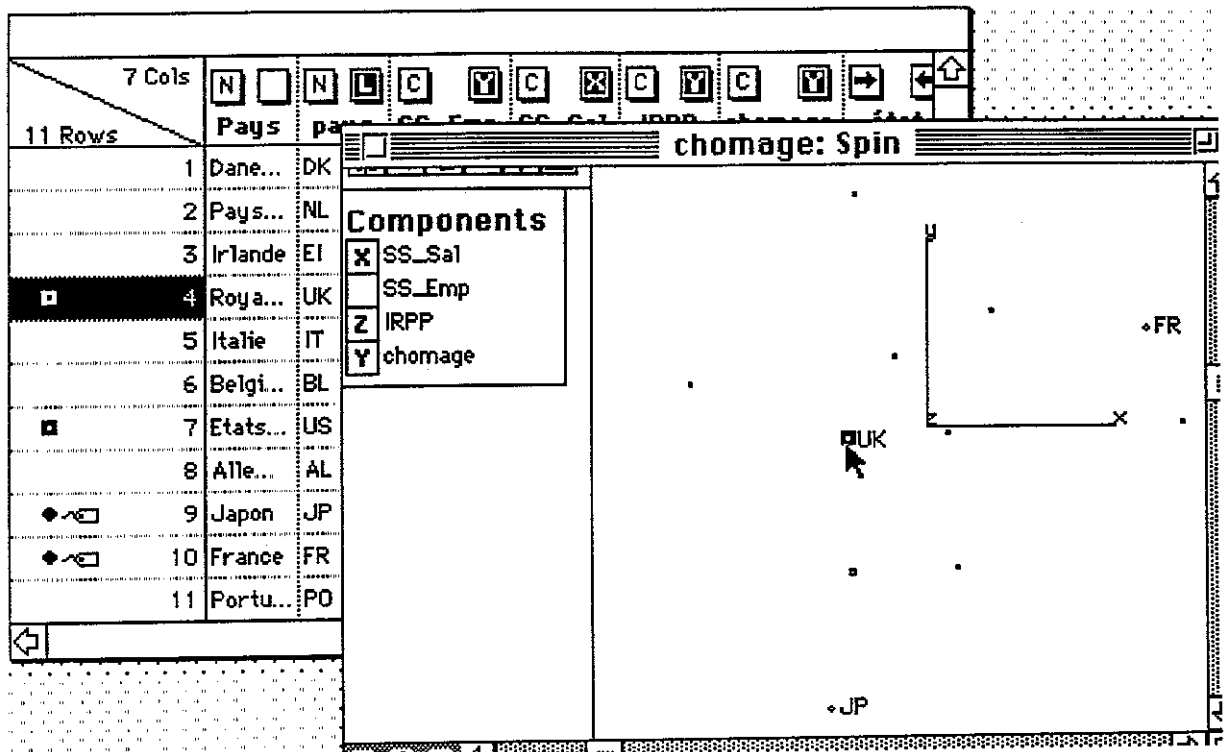 7 Cols N N L C Y C X C Y C Y
11 Rows Pays
chomage: Spin
1 Dane... DK
2 Pays... NL
3 Irlande EI
4 Roya... UK
5 Italie IT
6 Belgi... BL
7 Etats... US
8 Alle... AL
9 Japon JP
10 France FR
11 Portu... PO
Components
X SS_Sal
SS_Emp
Z IRPP
Y chomage
y
FR
z x
UK
JP